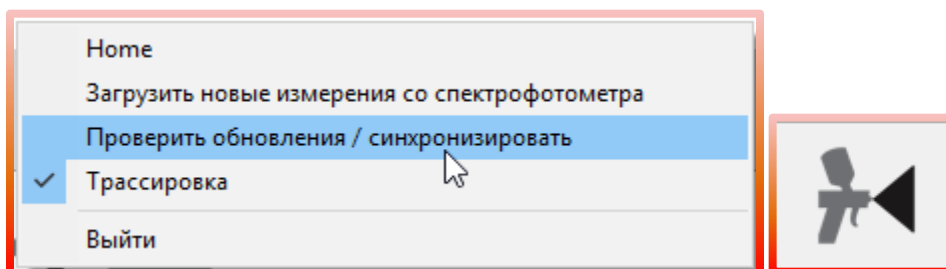 Home
Загрузить новые измерения со спектрофотометра
Проверить обновления / синхронизировать
Трассировка
Выйти